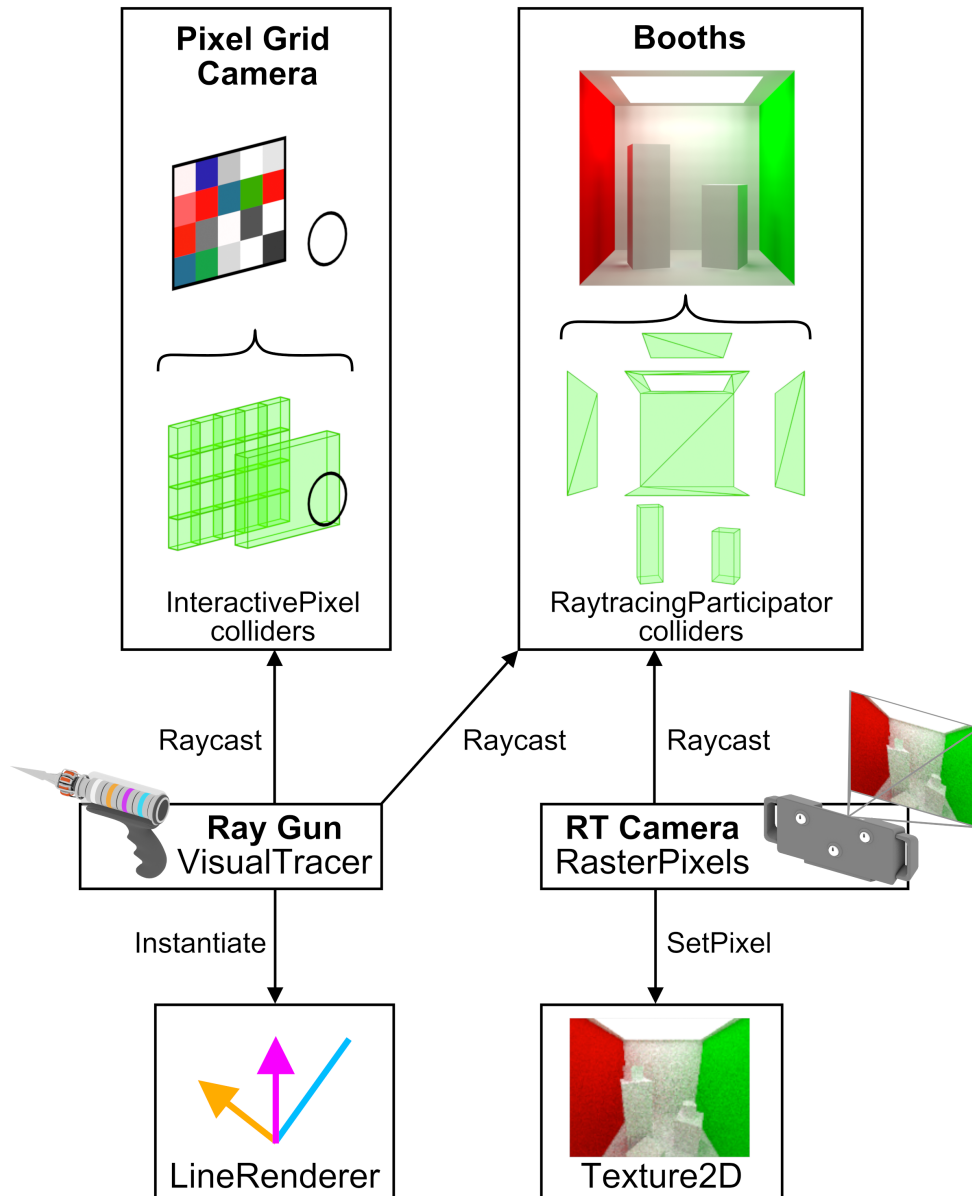 Pixel Grid
Camera
InteractivePixel
colliders
Booths
RaytracingParticipator
colliders
Raycast
Raycast
Raycast
Ray Gun
VisualTracer
RT Camera
RasterPixels
Instantiate
SetPixel
LineRenderer
Texture2D